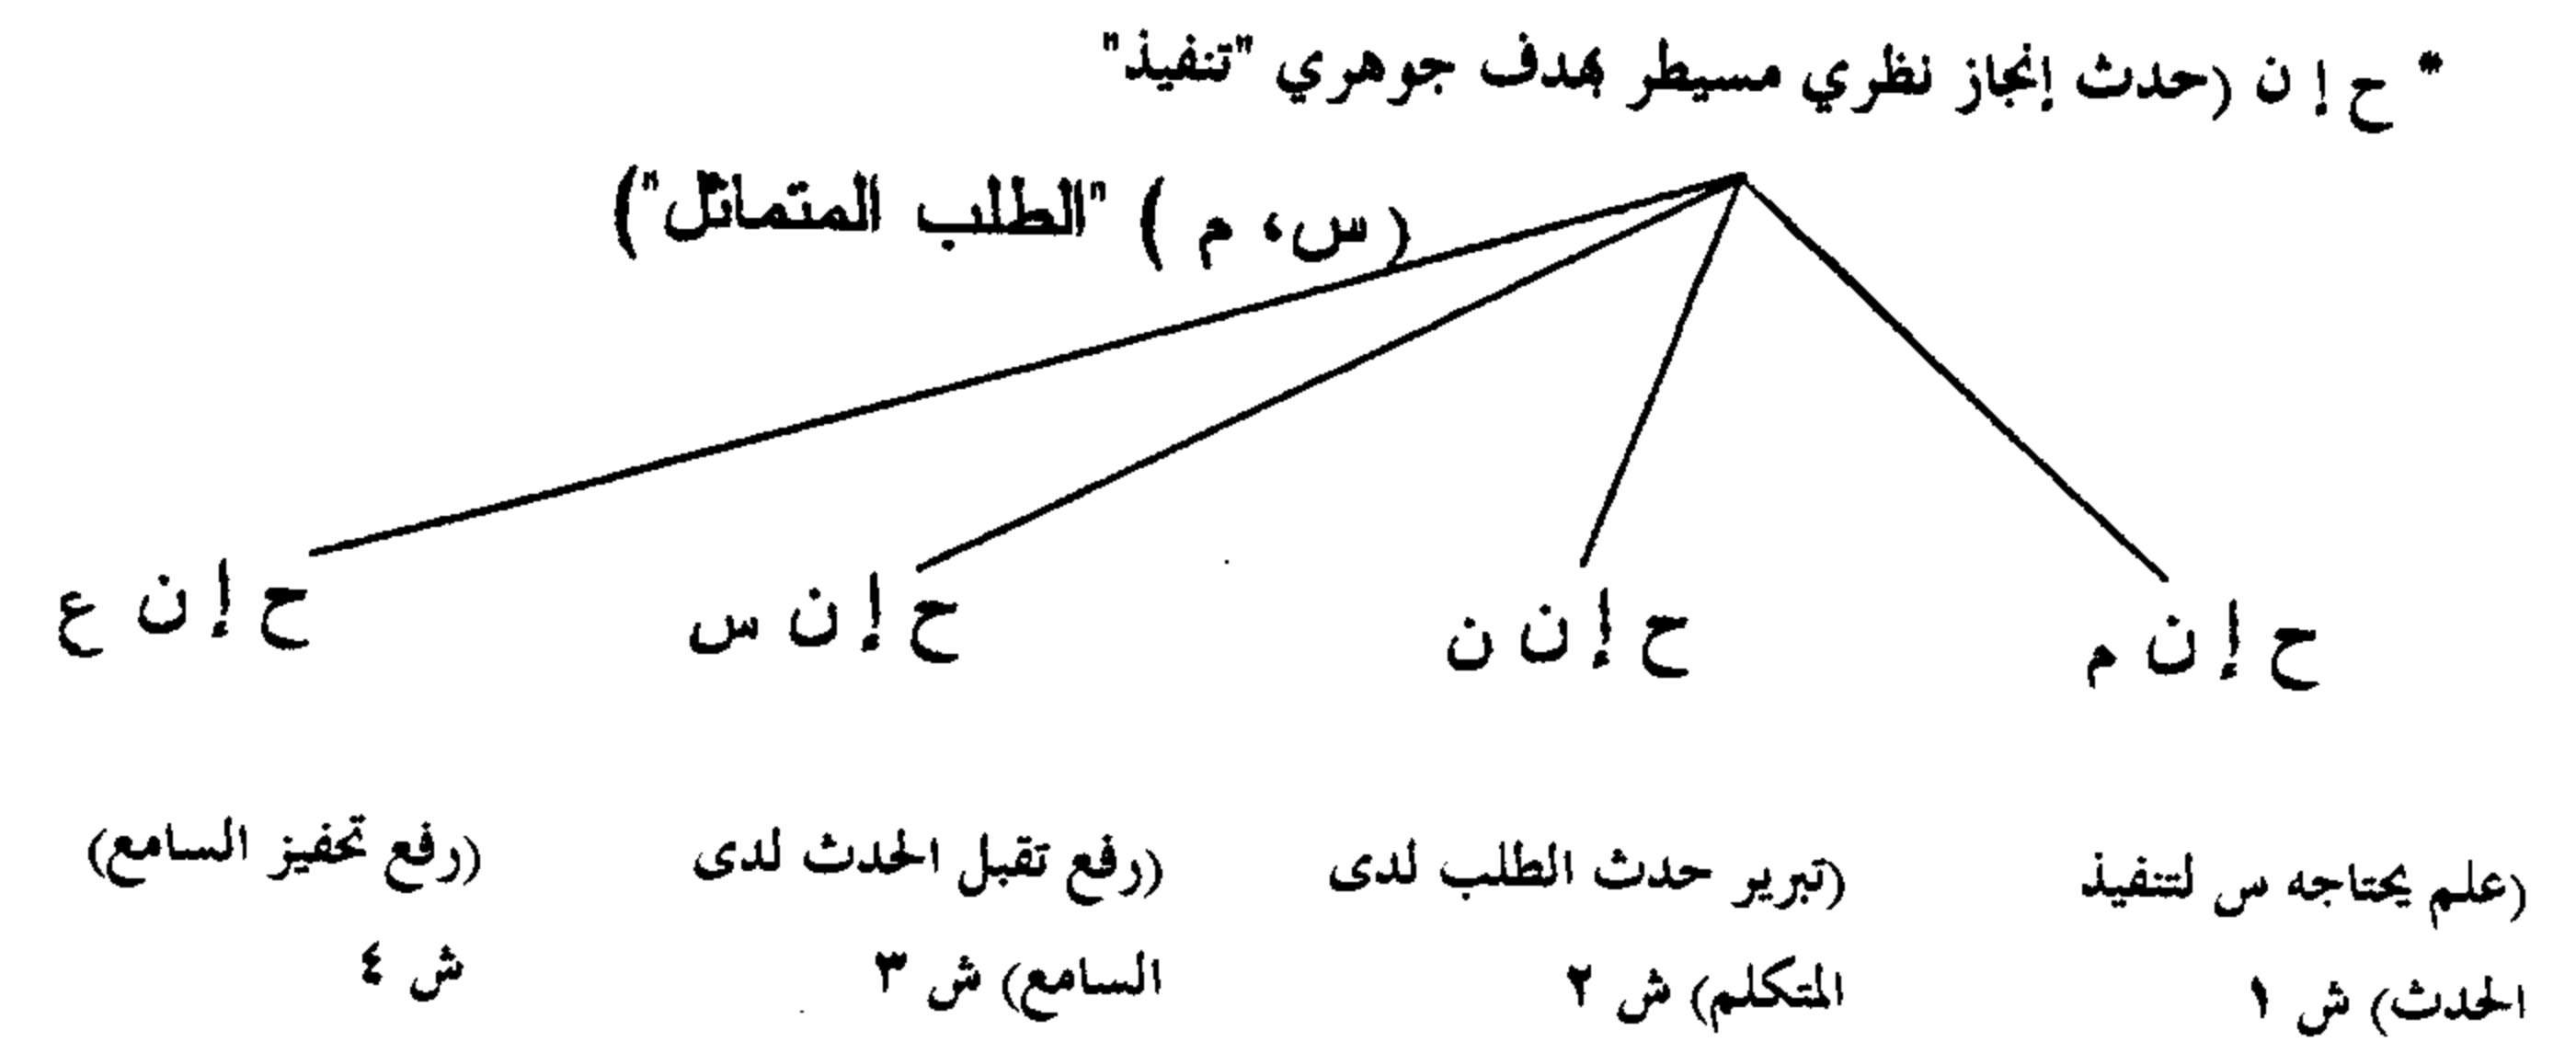 * ح إ ن (حدث إنجاز نظري مسيطر بهدف جوهري "تنفيذ"
(س، م ) "الطلب المتماثل")
ح إ ن م
ح إ ن ن
ح إ ن س
ح إ ن ع
(علم يحتاجه س لتنفيذ
الحدث) ش ١
(تبرير حدث الطلب لدى
المتكلم) ش ٢
(رفع تقبل الحدث لدى
السامع) ش ٣
(رفع تحفيز السامع)
ش ٤